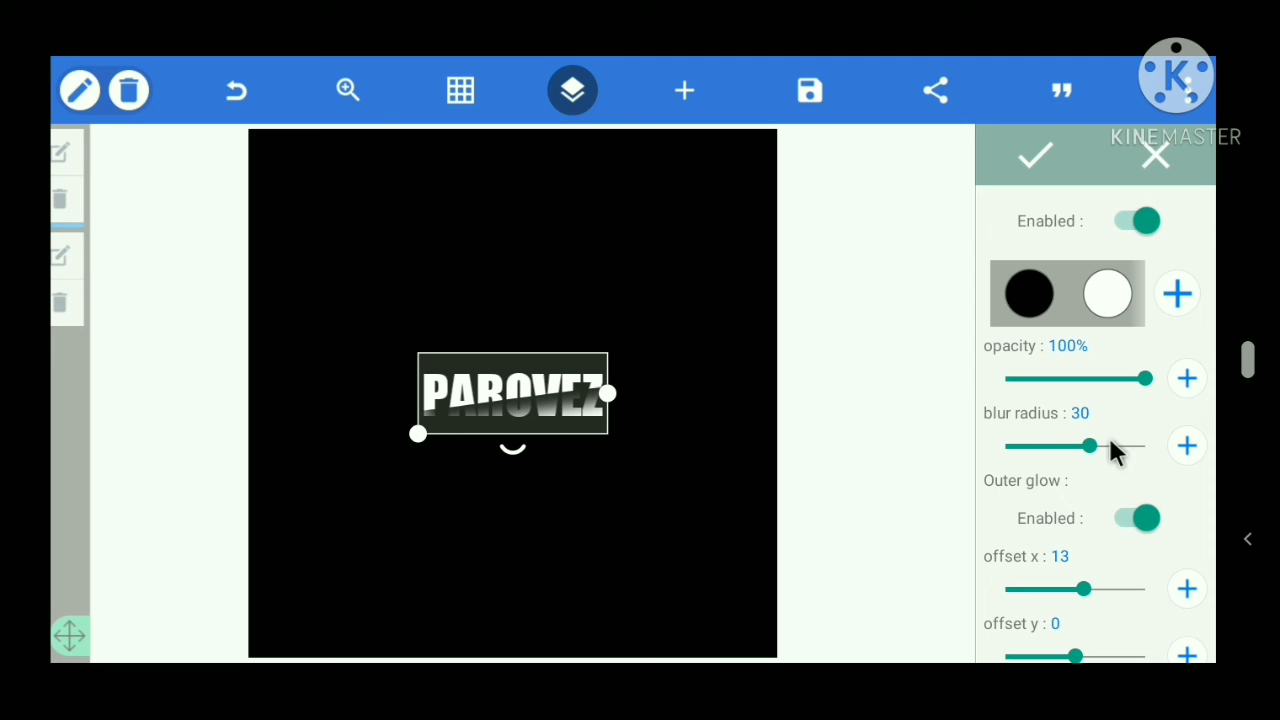 K
KINEMASTER
Enabled :
opacity : 100%
blur radius : 30
Outer glow :
Enabled :
offset x : 13
offset y : 0
PAROVEZ